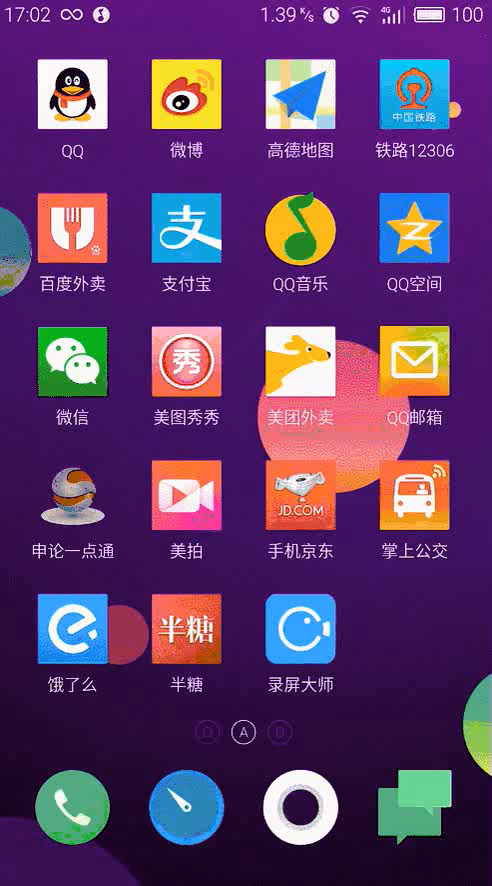 17:02 1.39 K/s 4G 100
中国铁路
QQ 微博 高德地图 铁路12306
支
百度外卖 支付宝 QQ音乐 QQ空间
秀
微信 美图秀秀 美团外卖 QQ邮箱
JD.COM
申论一点通 美拍 手机京东 掌上公交
半糖
饿了么 半糖 录屏大师
A